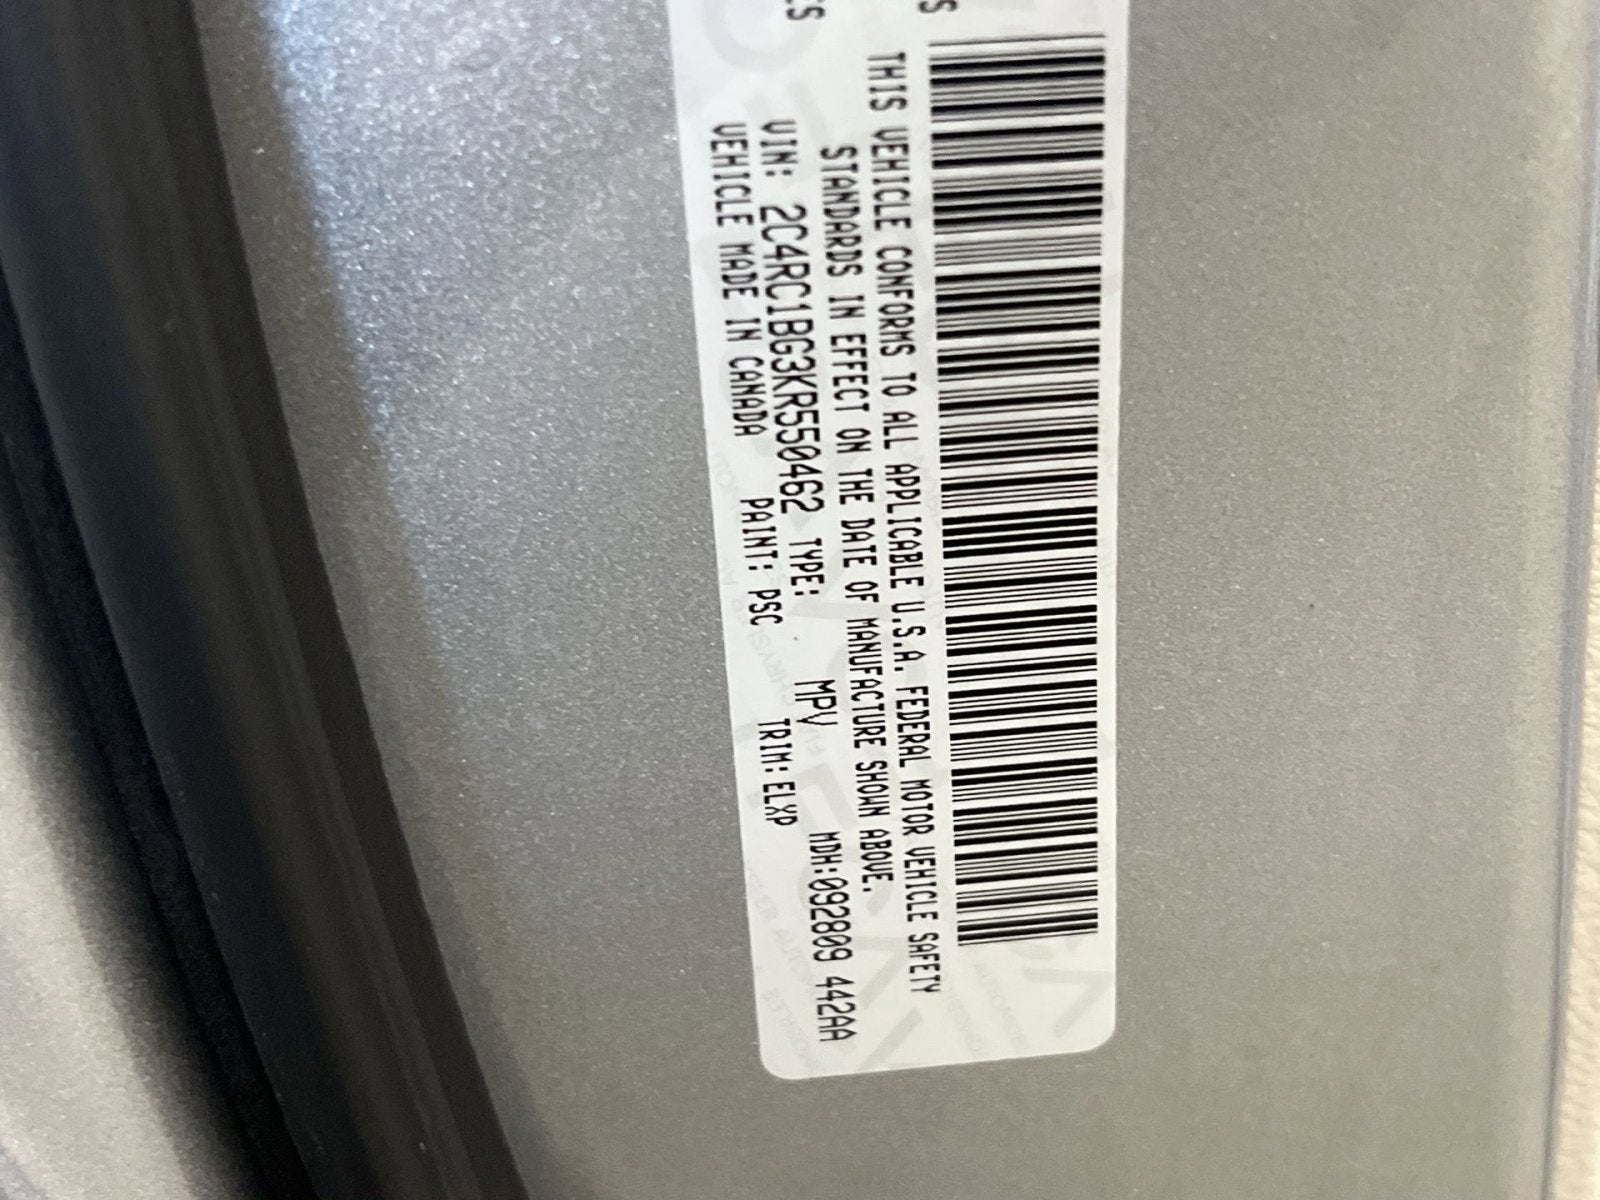 THIS VEHICLE CONFORMS TO ALL APPLICABLE U.S.A. FEDERAL MOTOR VEHICLE SAFETY
STANDARDS IN EFFECT ON THE DATE OF MANUFACTURE SHOWN ABOVE.
VIN: 2C4RC1BG3KR550462 TYPE: MPV MDH:092809 442AA
VEHICLE MADE IN CANADA PAINT: PSC TRIM: ELXP